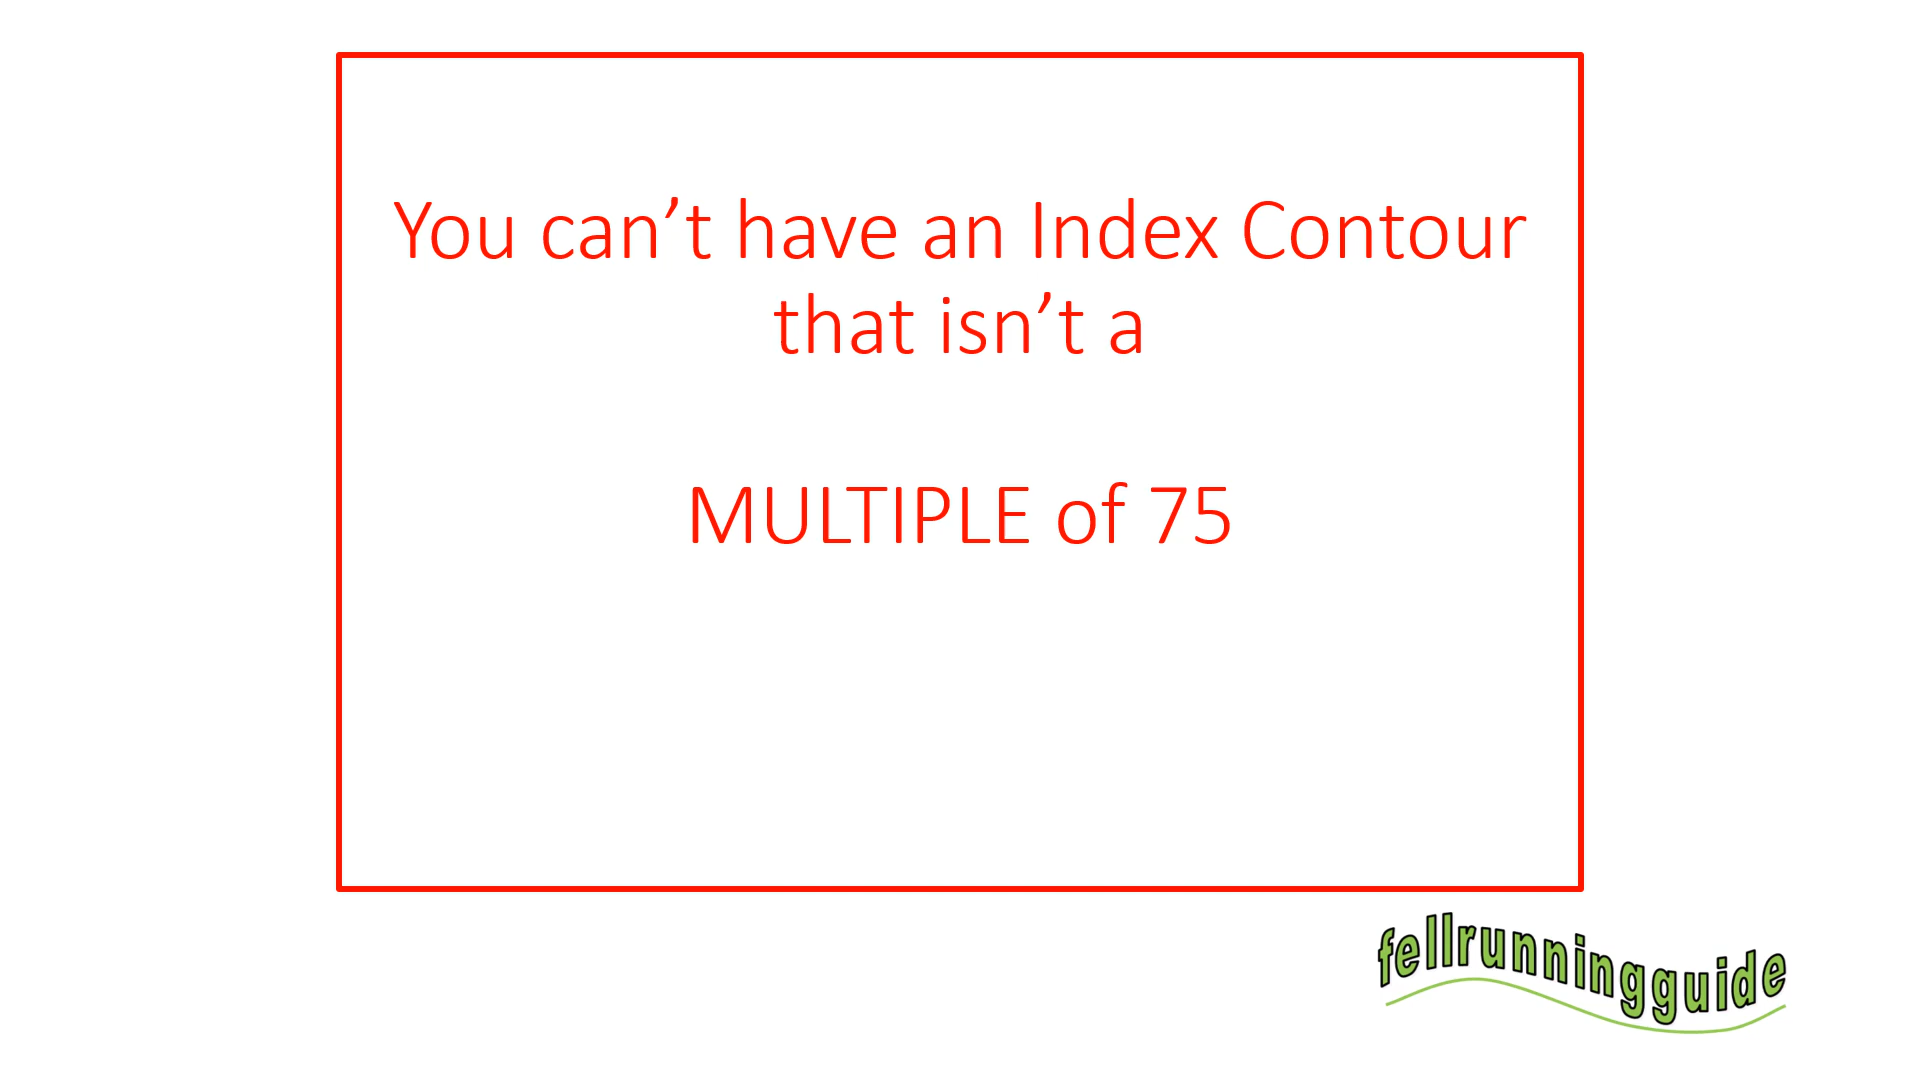 You can’t have an Index Contour
that isn’t a
MULTIPLE of 75
fellrunningguide